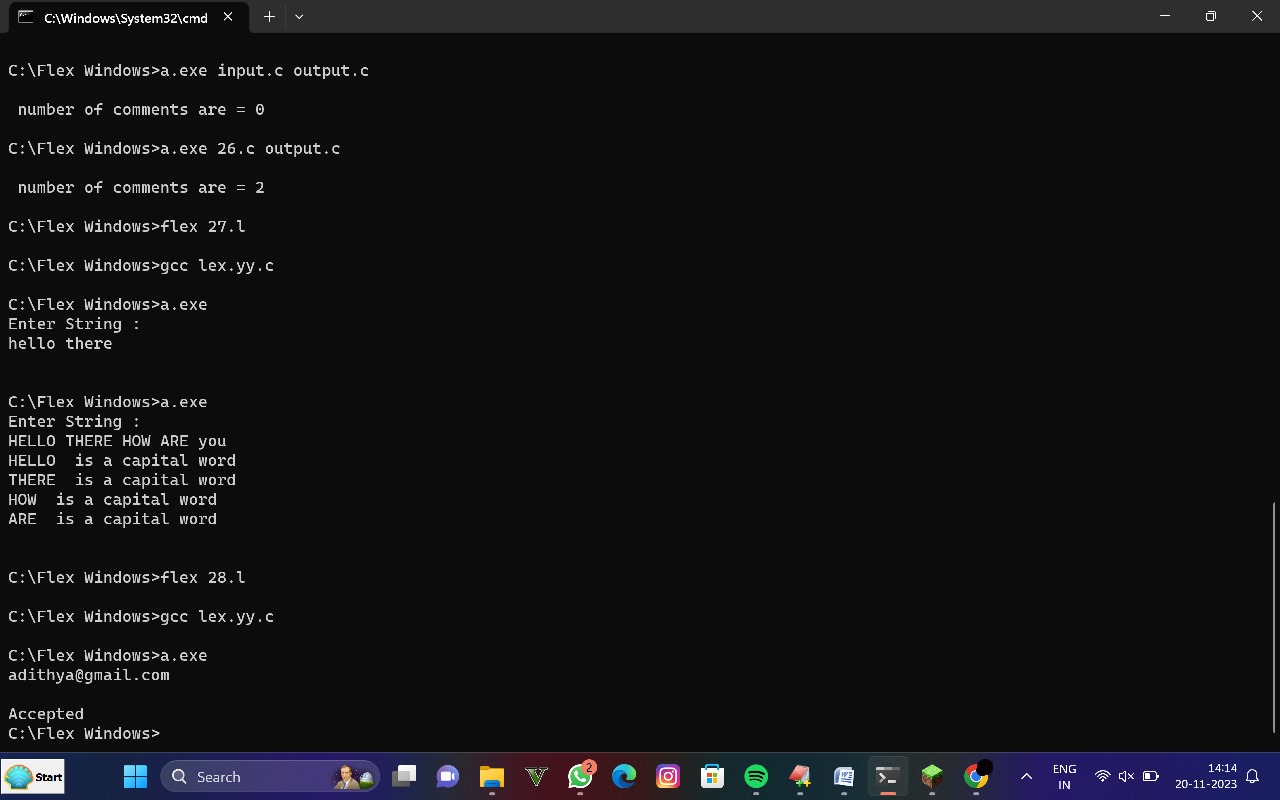 C:\Windows\System32\cmd
C:\Flex Windows>a.exe input.c output.c
number of comments are = 0
C:\Flex Windows>a.exe 26.c output.c
number of comments are = 2
C:\Flex Windows>flex 27.l
C:\Flex Windows>gcc lex.yy.c
C:\Flex Windows>a.exe
Enter String :
hello there
C:\Flex Windows>a.exe
Enter String :
HELLO THERE HOW ARE you
HELLO  is a capital word
THERE  is a capital word
HOW  is a capital word
ARE  is a capital word
C:\Flex Windows>flex 28.l
C:\Flex Windows>gcc lex.yy.c
C:\Flex Windows>a.exe
adithya@gmail.com
Accepted
C:\Flex Windows>
Start
Search
2
ENG
IN
14:14
20-11-2023